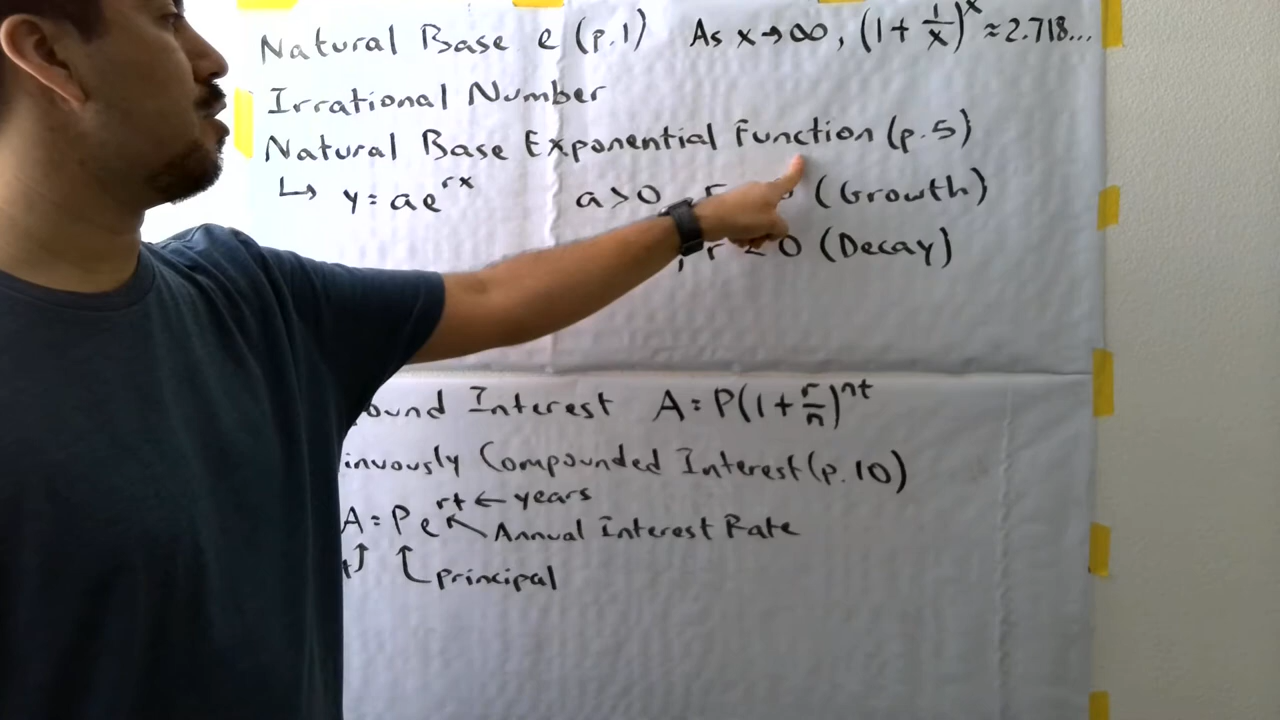 Natural Base e (p.1) As x→∞, (1 + 1/x)^x ≈ 2.718...
Irrational Number
Natural Base Exponential Function (p.5)
↳ y = ae^rx a > 0, r 0 (Growth)
, r < 0 (Decay)
ound Interest A = P(1 + r/n)^nt
inuously Compounded Interest (p.10)
A = Pe^rt ← years
Annual Interest Rate
principal